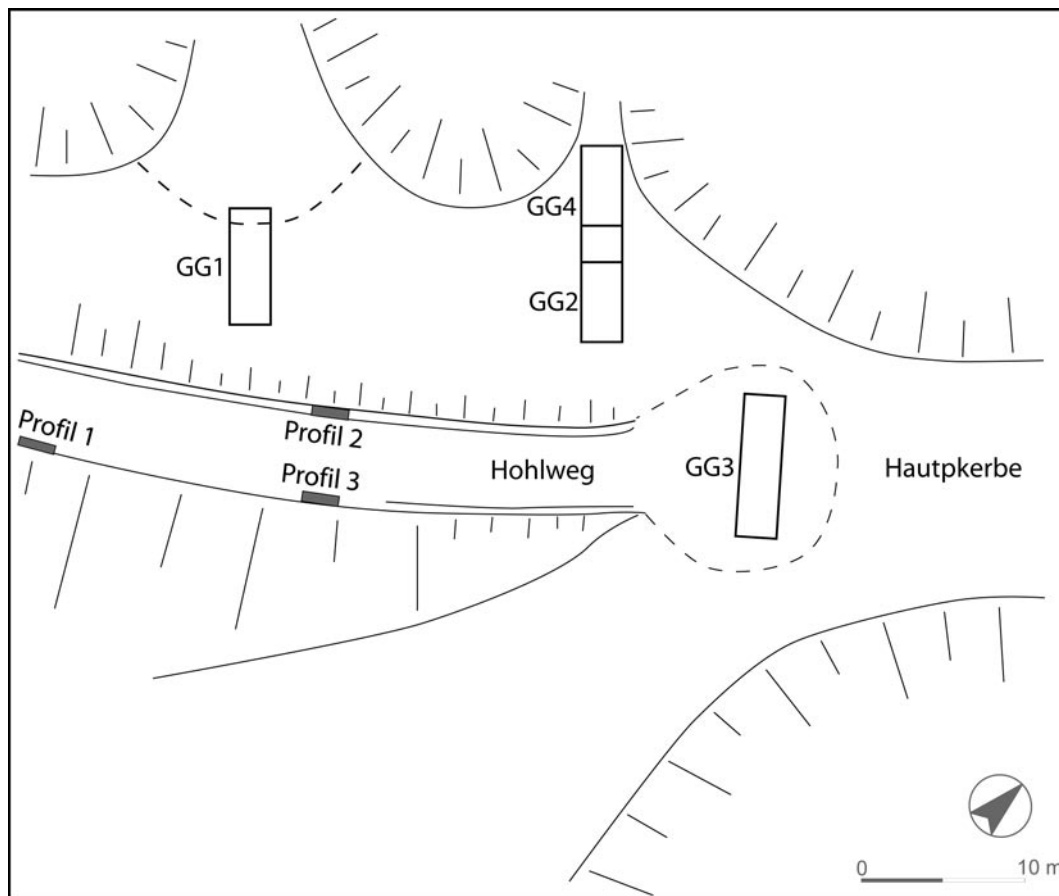 GG4
GG1
GG2
Profil 1
Profil 2
Profil 3
Hohlweg
GG3
Hautpkerbe
0
10 m